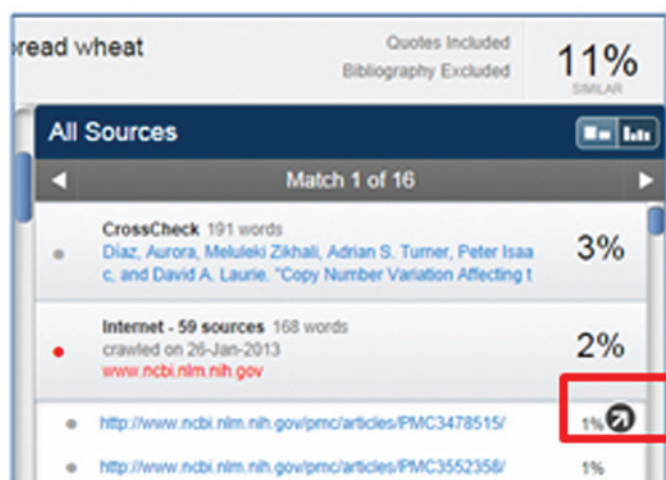 read wheat
Quotes Included
Bibliography Excluded
11%
SIMILAR
All Sources
Match 1 of 16
CrossCheck 191 words
Díaz, Aurora, Meluleki Zikhali, Adrian S. Turner, Peter Isaa
c, and David A. Laurie. "Copy Number Variation Affecting t
3%
Internet - 59 sources 168 words
crawled on 26-Jan-2013
www.ncbi.nlm.nih.gov
2%
http://www.ncbi.nlm.nih.gov/pmc/articles/PMC3478515/
1%
http://www.ncbi.nlm.nih.gov/pmc/articles/PMC3552358/
1%